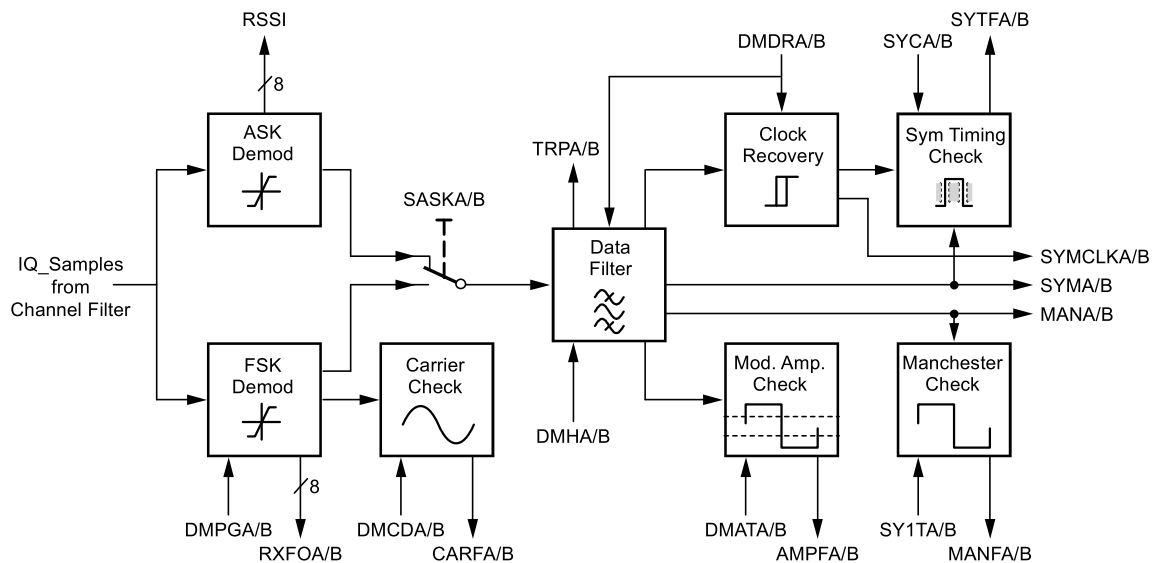 RSSI
SYTFA/B
DMDRA/B
SYCA/B
8
ASK
Demod
Clock
Recovery
Sym Timing
Check
TRPA/B
SASKA/B
IQ_Samples
from
Channel Filter
Data
Filter
SYMCLKA/B
SYMA/B
MANA/B
FSK
Demod
Carrier
Check
Mod. Amp.
Check
Manchester
Check
DMHA/B
8
DMPGA/B
RXFOA/B
DMCDA/B
CARFA/B
DMATA/B
AMPFA/B
SY1TA/B
MANFA/B